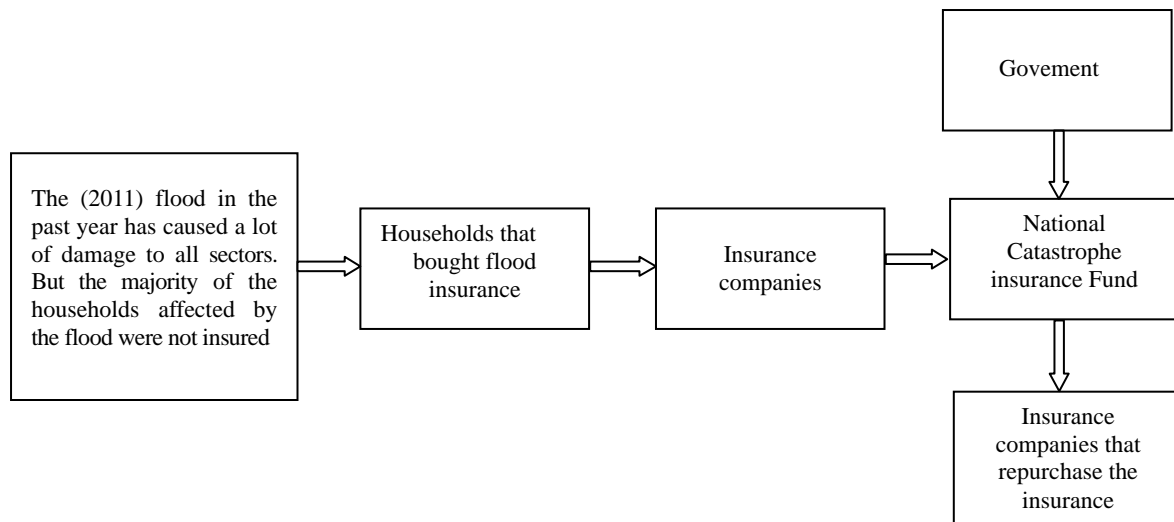 Govement
The (2011) flood in the
past year has caused a lot
of damage to all sectors.
But the majority of the
households affected by
the flood were not insured
Households that
bought flood
insurance
Insurance
companies
National
Catastrophe
insurance Fund
Insurance
companies that
repurchase the
insurance